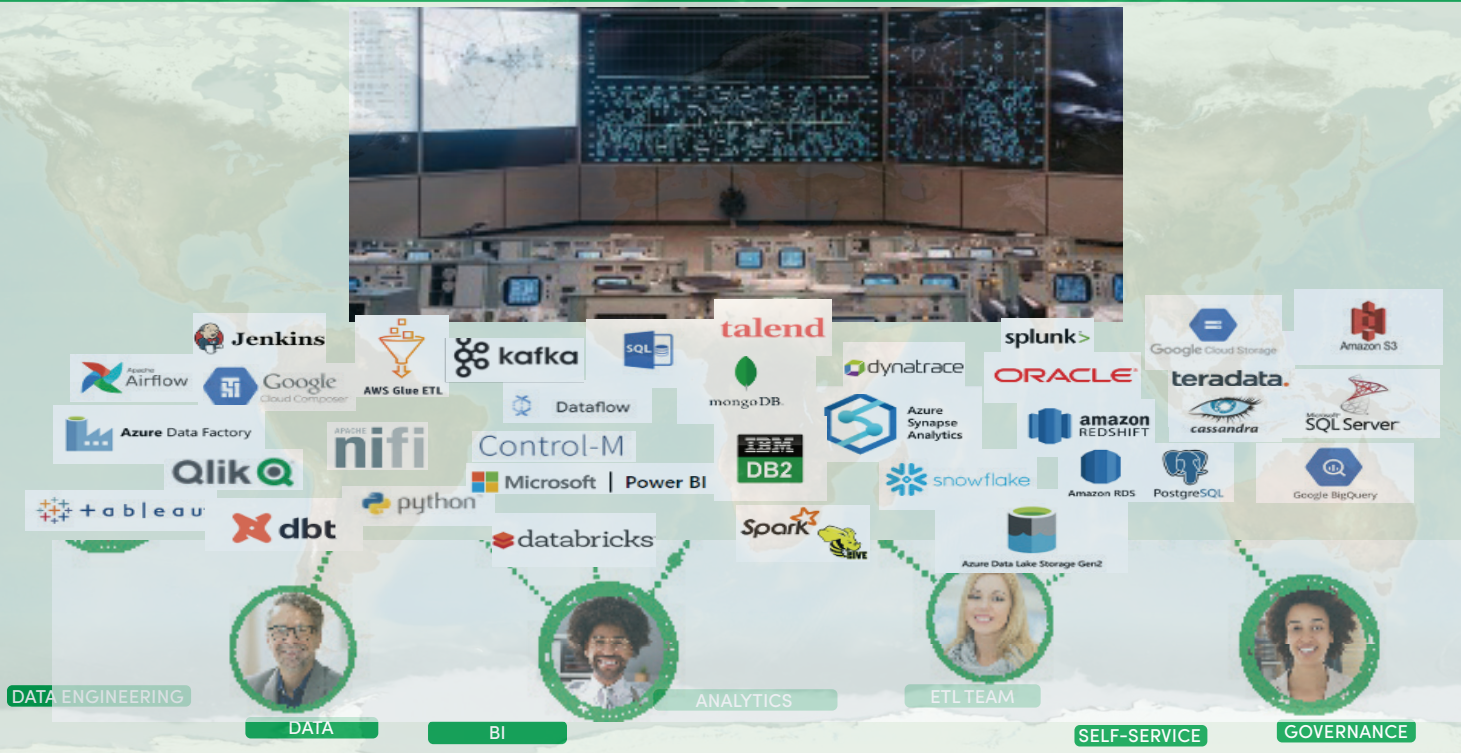 Jenkins
talend
splunk>
Google Cloud Storage
Amazon S3
Apache
Airflow
Google
Cloud Composer
AWS Glue ETL
kafka
SQL
mongoDB
dynatrace
ORACLE
teradata.
Azure Data Factory
APACHE
nifi
Dataflow
Control-M
IBM
DB2
Azure
Synapse
Analytics
amazon
REDSHIFT
cassandra
Microsoft
SQL Server
Qlik
Microsoft | Power BI
snowflake
Amazon RDS
PostgreSQL
Google BigQuery
+ableau
dbt
python
databricks
Spark
HIVE
Azure Data Lake Storage Gen2
DATA ENGINEERING
DATA
BI
ANALYTICS
ETL TEAM
SELF-SERVICE
GOVERNANCE